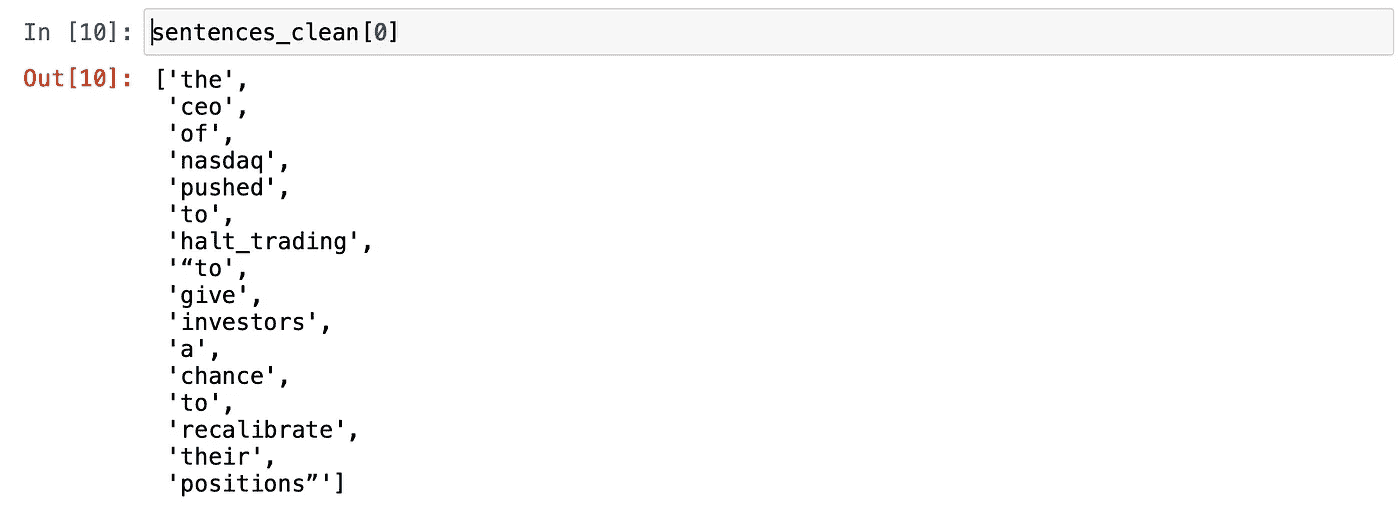 In [10]: sentences_clean[0]
Out[10]: ['the',
'ceo',
'of',
'nasdaq',
'pushed',
'to',
'halt_trading',
'“to',
'give',
'investors',
'a',
'chance',
'to',
'recalibrate',
'their',
'positions”']